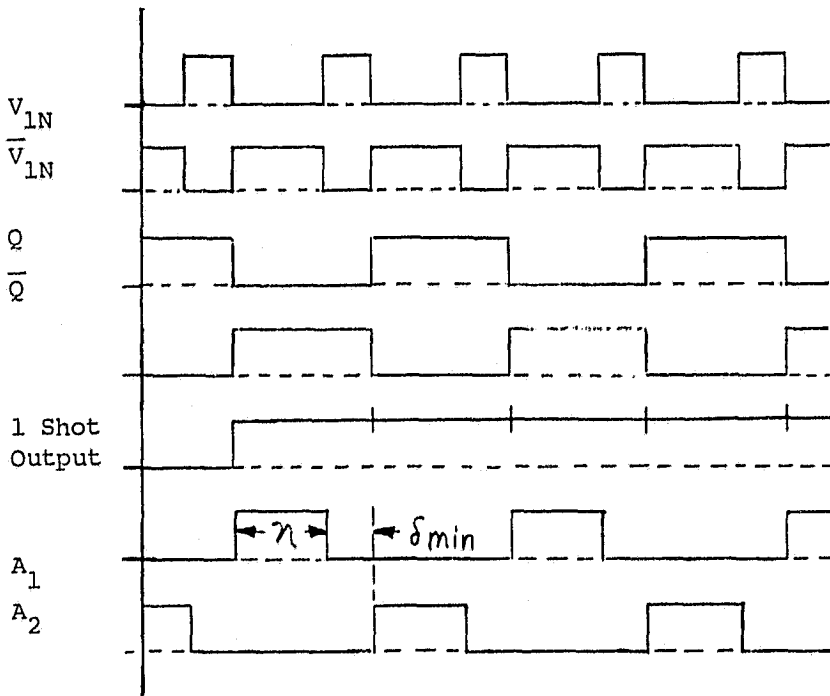 V1N
V̅1N
Q
Q̅
1 Shot
Output
η
δmin
A1
A2